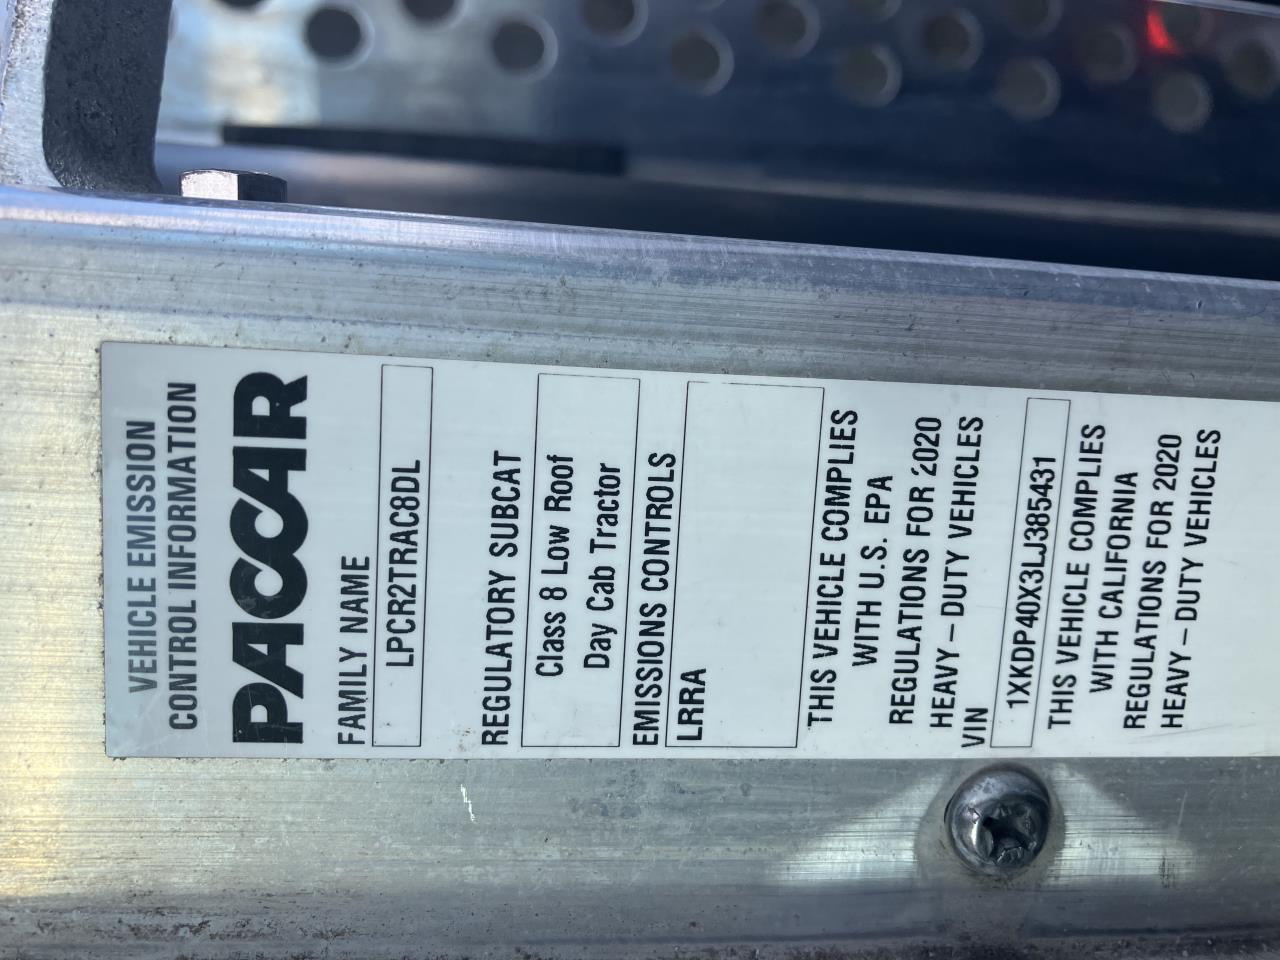 VEHICLE EMISSION
CONTROL INFORMATION
PACCAR
FAMILY NAME
LPCR2TRAC8DL
REGULATORY SUBCAT
Class 8 Low Roof
Day Cab Tractor
EMISSIONS CONTROLS
LRRA
THIS VEHICLE COMPLIES
WITH U.S. EPA
REGULATIONS FOR 2020
HEAVY – DUTY VEHICLES
VIN
1XKDP40X3LJ385431
THIS VEHICLE COMPLIES
WITH CALIFORNIA
REGULATIONS FOR 2020
HEAVY – DUTY VEHICLES